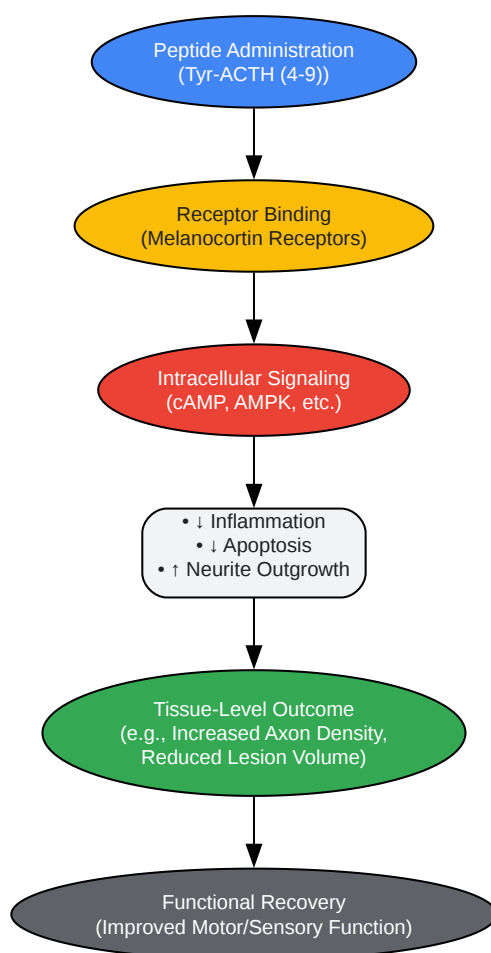 Peptide Administration
(Tyr-ACTH (4-9))
Receptor Binding
(Melanocortin Receptors)
Intracellular Signaling
(cAMP, AMPK, etc.)
• ↓ Inflammation
• ↓ Apoptosis
• ↑ Neurite Outgrowth
Tissue-Level Outcome
(e.g., Increased Axon Density,
Reduced Lesion Volume)
Functional Recovery
(Improved Motor/Sensory Function)